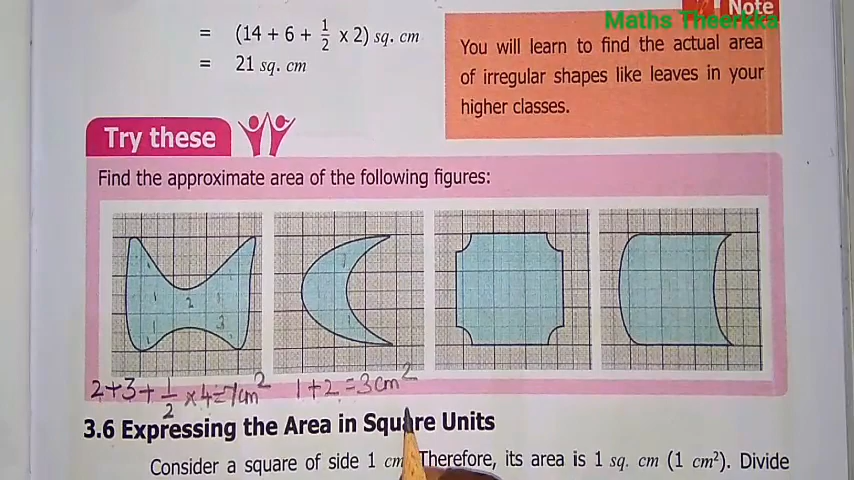 Maths Theerkka
Note
= (14 + 6 + 1/2 x 2) sq. cm
= 21 sq. cm
You will learn to find the actual area
of irregular shapes like leaves in your
higher classes.
Try these
Find the approximate area of the following figures:
2+3+1/2 x 4=7cm²
1+2=3cm²
3.6 Expressing the Area in Square Units
Consider a square of side 1 cm. Therefore, its area is 1 sq. cm (1 cm²). Divide